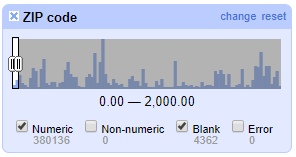 ZIP code change reset
0.00 — 2,000.00
Numeric Non-numeric Blank Error
380136 0 4362 0